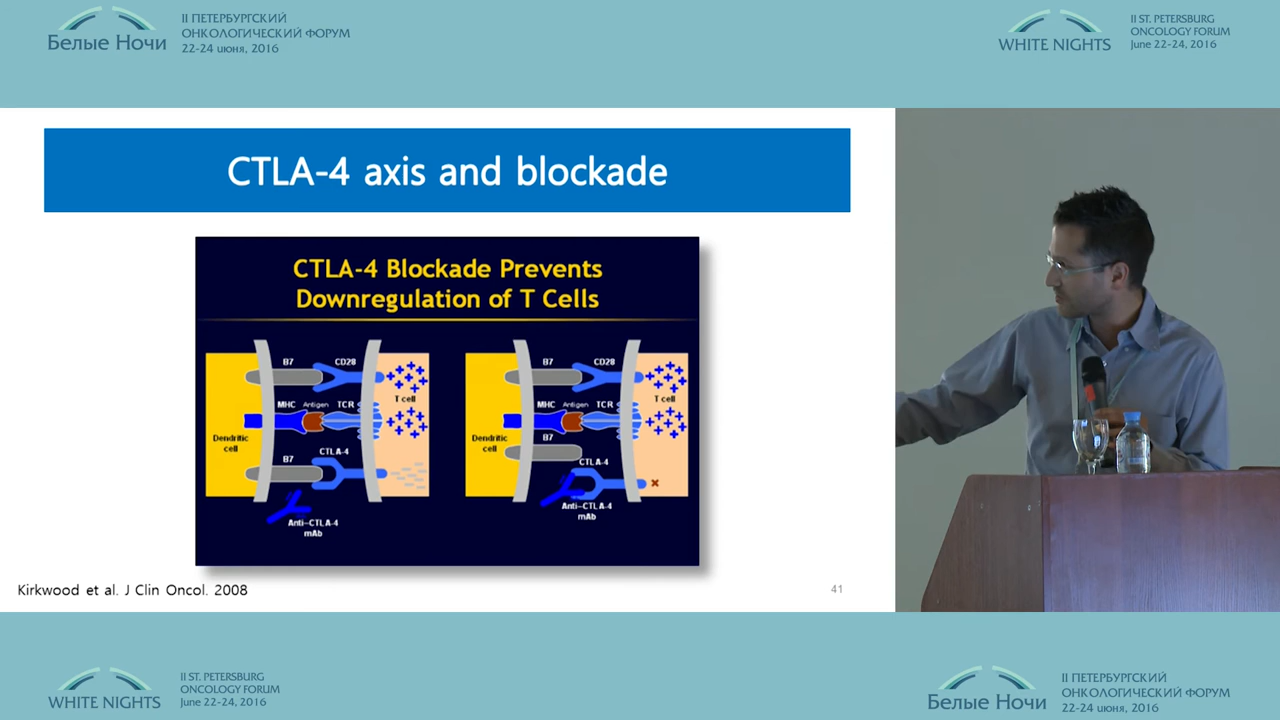 II ПЕТЕРБУРГСКИЙ
ОНКОЛОГИЧЕСКИЙ ФОРУМ
22-24 июня, 2016
Белые Ночи
II ST. PETERSBURG
ONCOLOGY FORUM
June 22-24, 2016
WHITE NIGHTS
CTLA-4 axis and blockade
CTLA-4 Blockade Prevents
Downregulation of T Cells
B7
CD28
T cell
MHC
Antigen
TCR
Dendritic
cell
B7
CTLA-4
Anti-CTLA-4
mAb
B7
CD28
T cell
MHC
Antigen
TCR
Dendritic
cell
B7
CTLA-4
Anti-CTLA-4
mAb
Kirkwood et al. J Clin Oncol. 2008
41
II ST. PETERSBURG
ONCOLOGY FORUM
June 22-24, 2016
WHITE NIGHTS
II ПЕТЕРБУРГСКИЙ
ОНКОЛОГИЧЕСКИЙ ФОРУМ
22-24 июня, 2016
Белые Ночи